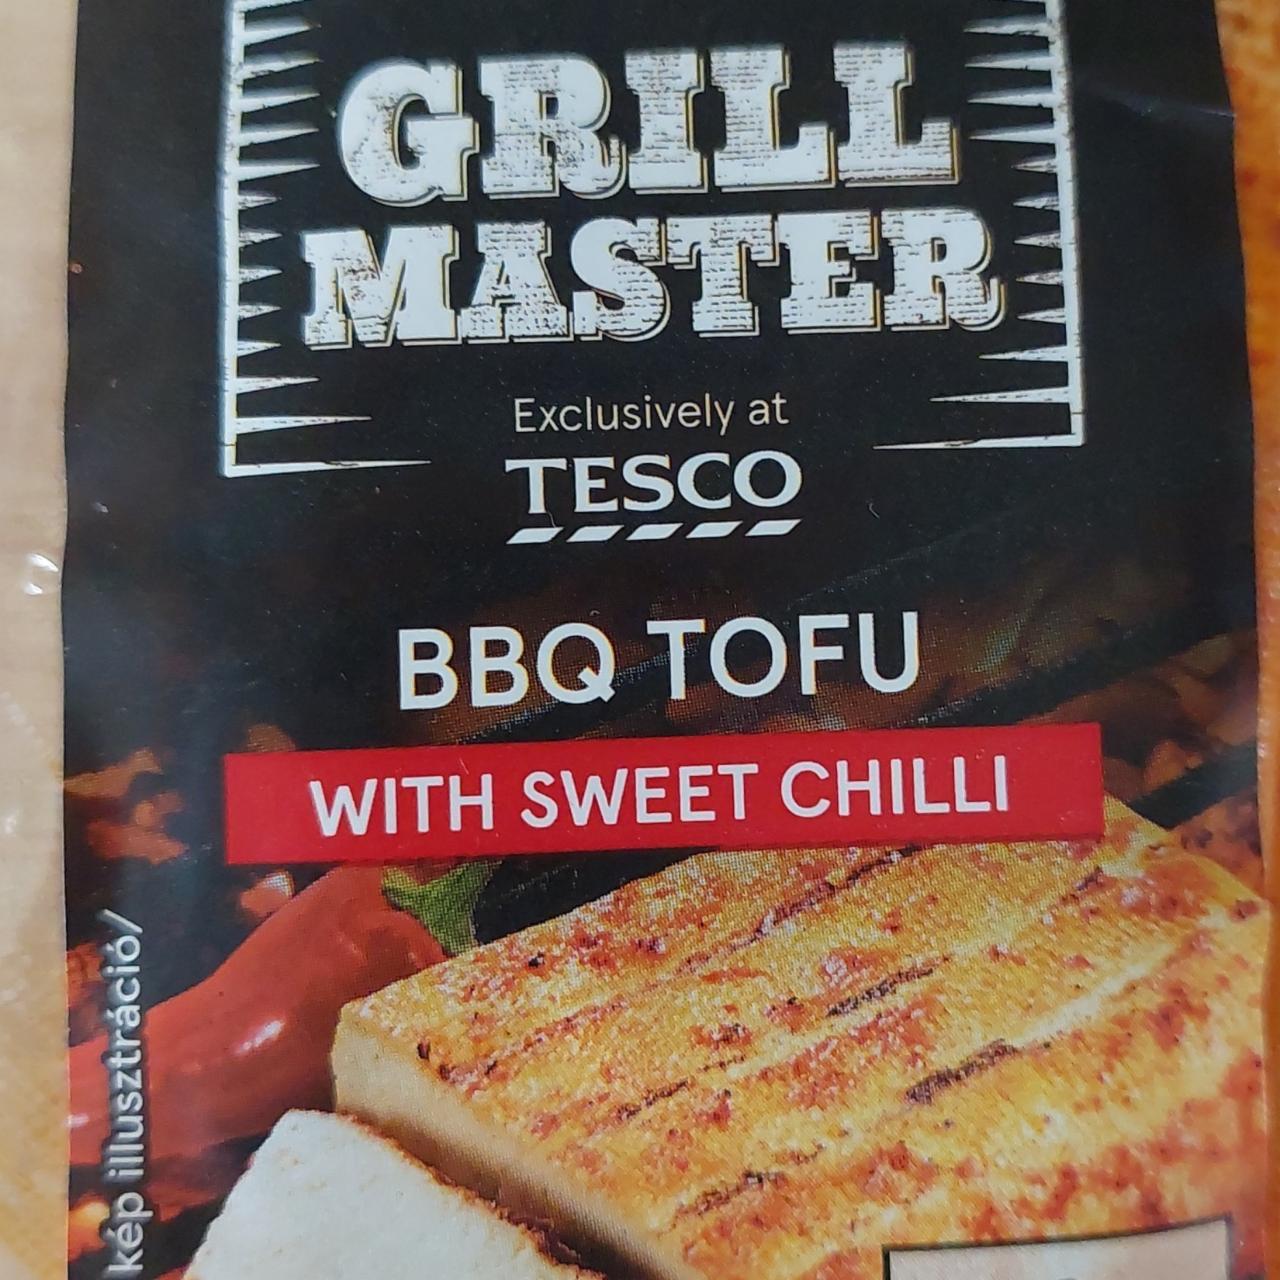 GRILL
MASTER
Exclusively at
TESCO
BBQ TOFU
WITH SWEET CHILLI
kép illusztráció/